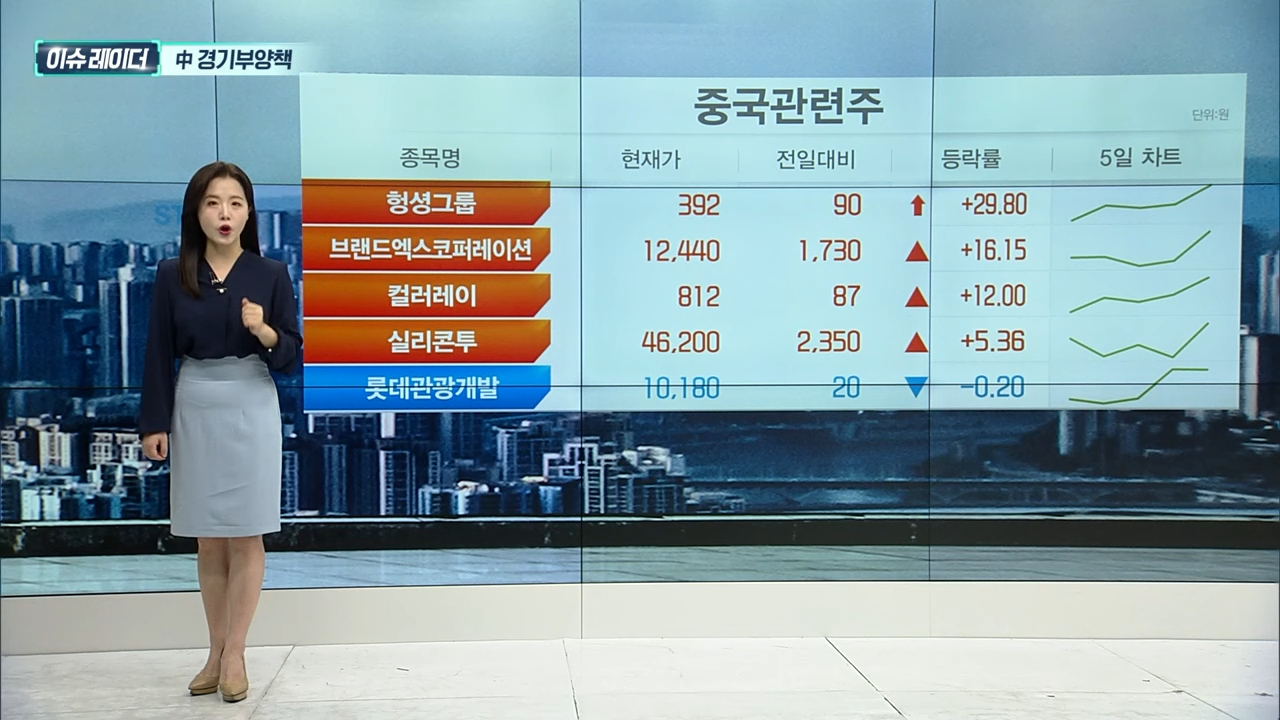 이슈 레이더 中 경기부양책
중국관련주
단위:원
종목명 현재가 전일대비 등락률 5일 차트
헝셩그룹 392 90 +29.80
브랜드엑스코퍼레이션 12,440 1,730 ▲ +16.15
컬러레이 812 87 ▲ +12.00
실리콘투 46,200 2,350 ▲ +5.36
롯데관광개발 10,180 20 ▼ -0.20